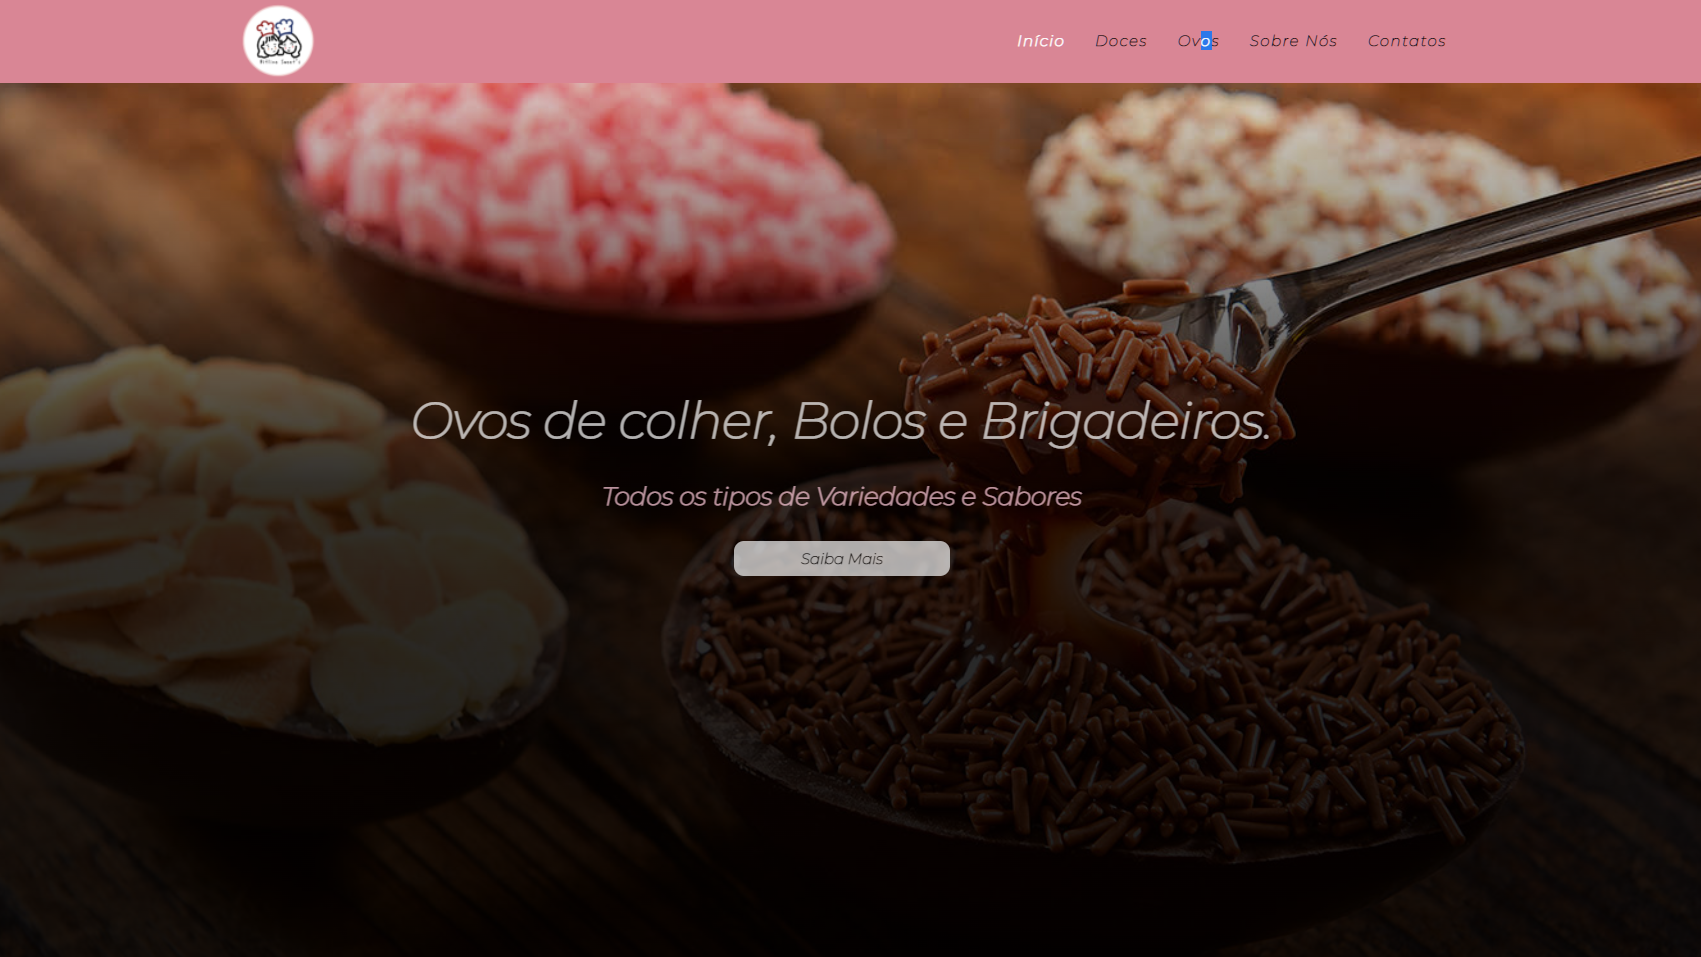 Início Doces Ovos Sobre Nós Contatos
Ovos de colher, Bolos e Brigadeiros.
Todos os tipos de Variedades e Sabores
Saiba Mais